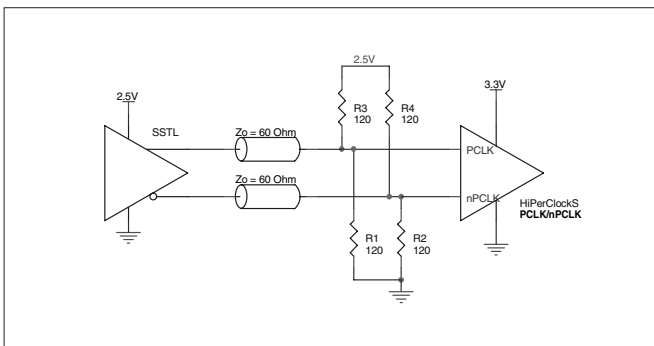 2.5V
3.3V
2.5V
SSTL
R3
120
R4
120
Zo = 60 Ohm
PCLK
Zo = 60 Ohm
nPCLK
HiPerClockS
PCLK/nPCLK
R1
120
R2
120